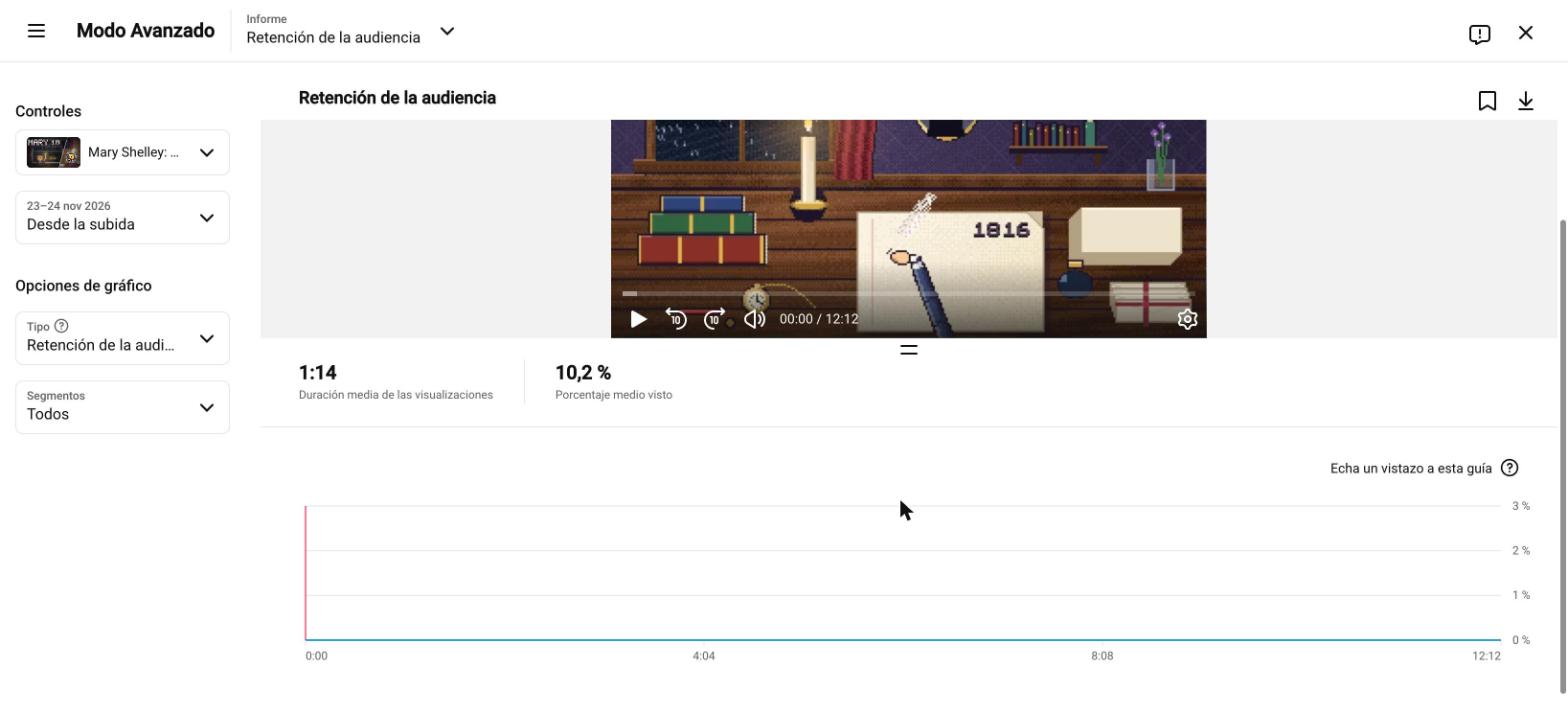 Modo Avanzado
Informe
Retención de la audiencia
Controles
MARY
Mary Shelley: ...
23–24 nov 2026
Desde la subida
Opciones de gráfico
Tipo
Retención de la audi...
Segmentos
Todos
Retención de la audiencia
1816
10
10
00:00 / 12:12
1:14
Duración media de las visualizaciones
10,2 %
Porcentaje medio visto
Echa un vistazo a esta guía
3 %
2 %
1 %
0 %
0:00
4:04
8:08
12:12